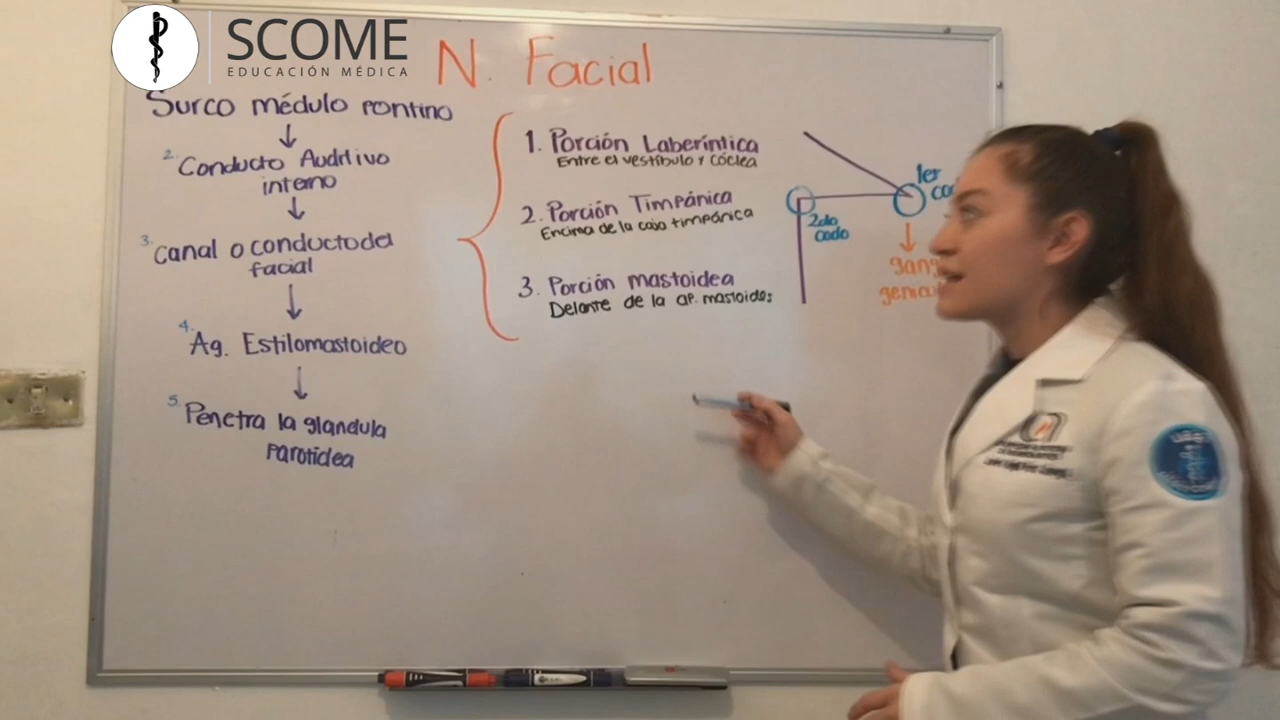 SCOME
EDUCACIÓN MÉDICA
N. Facial
Surco médulo pontino
2. Conducto Auditivo
interno
3. Canal o conducto del
facial
4. Ag. Estilomastoideo
5. Penetra la glandula
parotidea
1. Porción Laberíntica
Entre el vestíbulo y cóclea
2. Porción Timpánica
Encima de la caja timpánica
3. Porción mastoidea
Delante de la ap. mastoides
1er
2do
codo